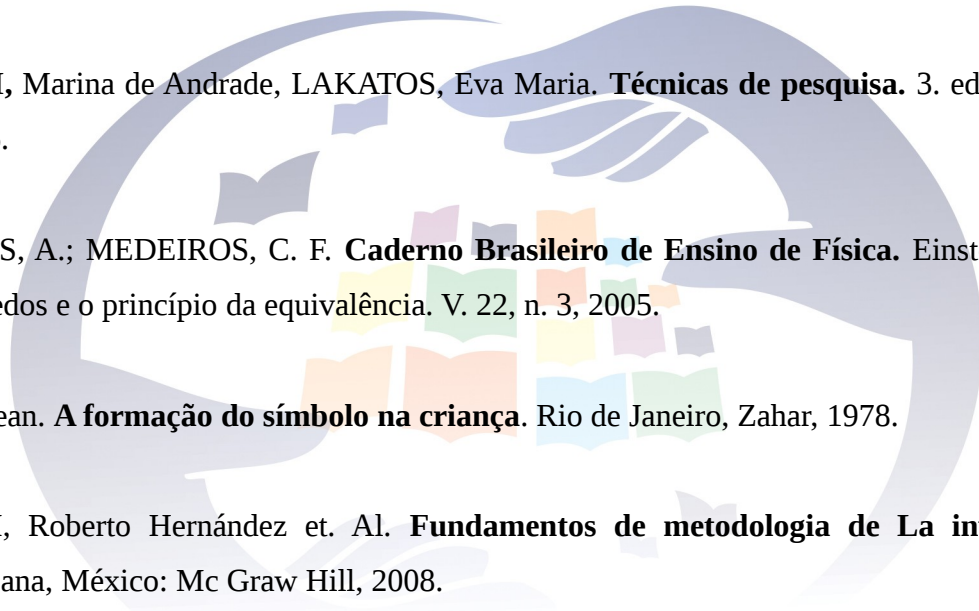 I, Marina de Andrade, LAKATOS, Eva Maria. Técnicas de pesquisa. 3. ed
.
S, A.; MEDEIROS, C. F. Caderno Brasileiro de Ensino de Física. Einst
edos e o princípio da equivalência. V. 22, n. 3, 2005.
ean. A formação do símbolo na criança. Rio de Janeiro, Zahar, 1978.
, Roberto Hernández et. Al. Fundamentos de metodologia de La in
ana, México: Mc Graw Hill, 2008.